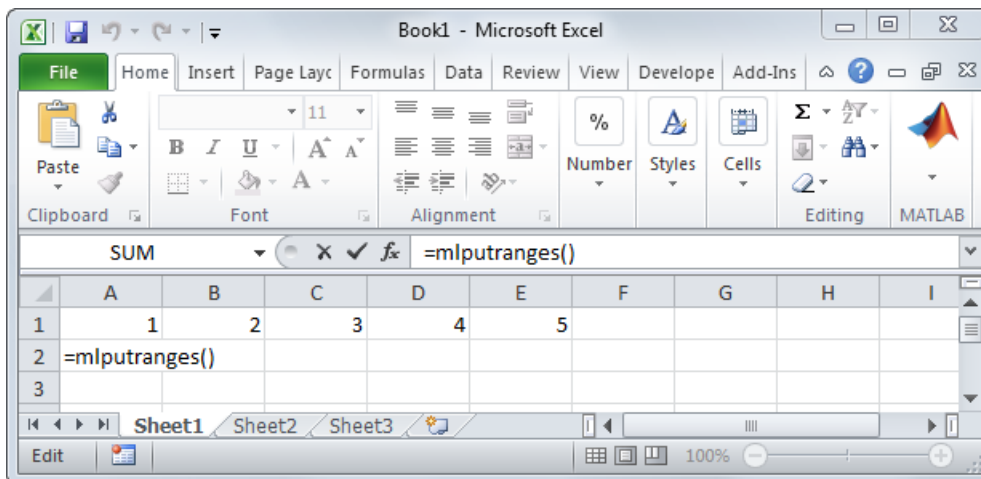 Book1 - Microsoft Excel
File Home Insert Page Layc Formulas Data Review View Develope Add-Ins
11
Paste
B I U A A
A
%
Number Styles Cells
Σ
Clipboard Font Alignment Editing MATLAB
SUM fx =mlputranges()
A B C D E F G H I
1 1 2 3 4 5
2 =mlputranges()
3
Sheet1 Sheet2 Sheet3
Edit 100%